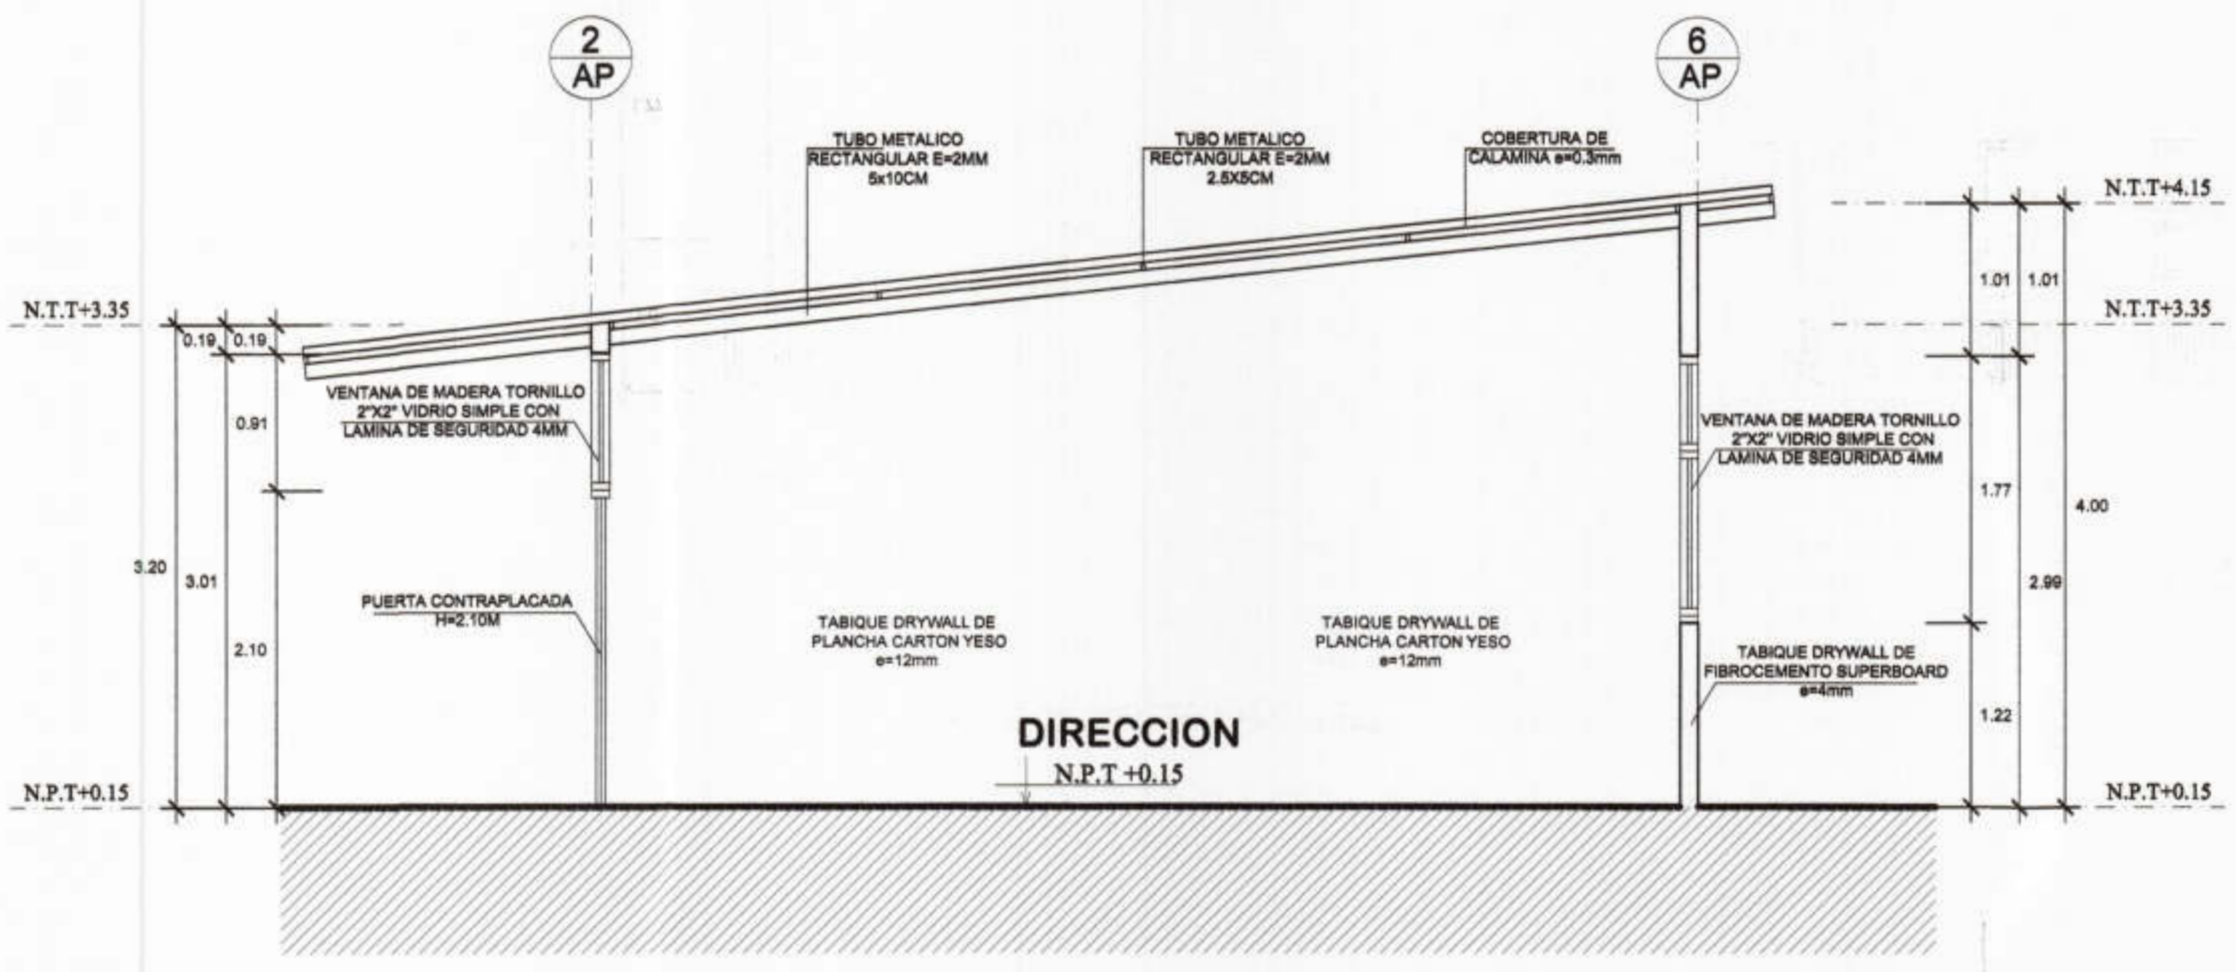 2
AP
6
AP
TUBO METALICO
RECTANGULAR E=2MM
5x10CM
TUBO METALICO
RECTANGULAR E=2MM
2.5X5CM
COBERTURA DE
CALAMINA e=0.3mm
N.T.T+4.15
N.T.T+3.35
N.T.T+3.35
0.19
0.19
1.01
1.01
VENTANA DE MADERA TORNILLO
2"X2" VIDRIO SIMPLE CON
LAMINA DE SEGURIDAD 4MM
0.91
VENTANA DE MADERA TORNILLO
2"X2" VIDRIO SIMPLE CON
LAMINA DE SEGURIDAD 4MM
1.77
4.00
3.20
3.01
2.99
PUERTA CONTRAPLACADA
H=2.10M
2.10
TABIQUE DRYWALL DE
PLANCHA CARTON YESO
e=12mm
TABIQUE DRYWALL DE
PLANCHA CARTON YESO
e=12mm
TABIQUE DRYWALL DE
FIBROCEMENTO SUPERBOARD
e=4mm
1.22
DIRECCION
N.P.T +0.15
N.P.T+0.15
N.P.T+0.15